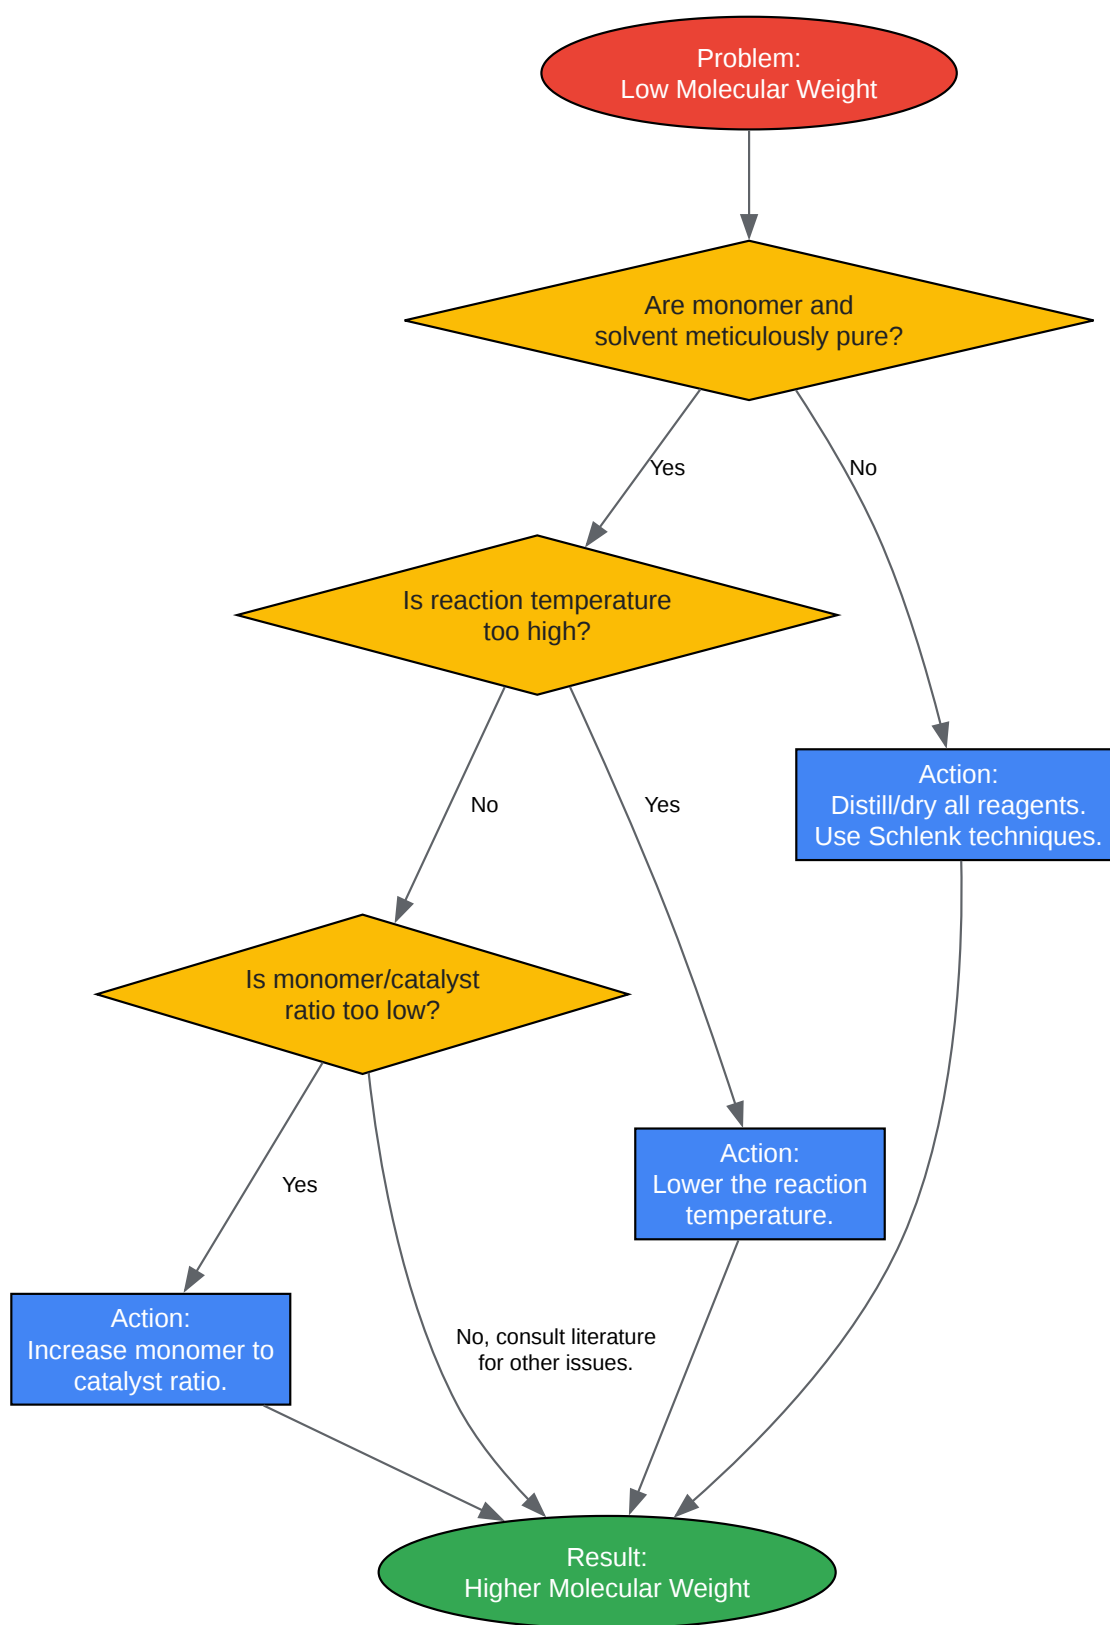 Problem:
Low Molecular Weight
Are monomer and
solvent meticulously pure?
Yes
No
Is reaction temperature
too high?
No
Yes
Action:
Distill/dry all reagents.
Use Schlenk techniques.
Is monomer/catalyst
ratio too low?
Yes
Action:
Lower the reaction
temperature.
Action:
Increase monomer to
catalyst ratio.
No, consult literature
for other issues.
Result:
Higher Molecular Weight